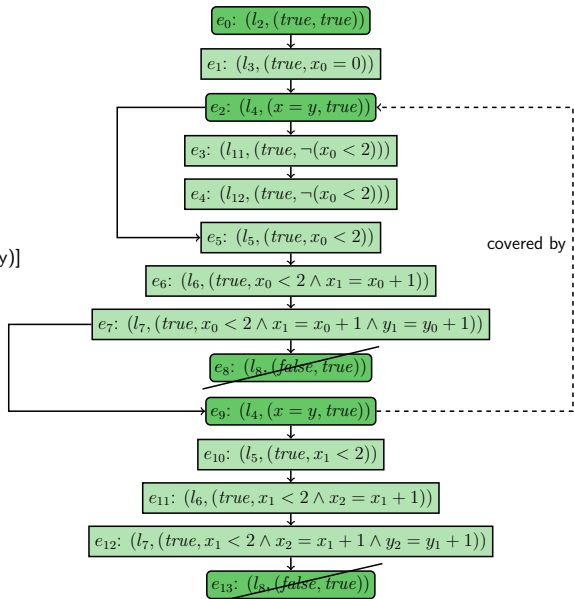 e₀: (l₂, (true, true))
e₁: (l₃, (true, x₀ = 0))
e₂: (l₄, (x = y, true))
e₃: (l₁₁, (true, ¬(x₀ < 2)))
e₄: (l₁₂, (true, ¬(x₀ < 2)))
e₅: (l₅, (true, x₀ < 2))
covered by
y)]
e₆: (l₆, (true, x₀ < 2 ∧ x₁ = x₀ + 1))
e₇: (l₇, (true, x₀ < 2 ∧ x₁ = x₀ + 1 ∧ y₁ = y₀ + 1))
e₈: (l₈, (false, true))
e₉: (l₄, (x = y, true))
e₁₀: (l₅, (true, x₁ < 2))
e₁₁: (l₆, (true, x₁ < 2 ∧ x₂ = x₁ + 1))
e₁₂: (l₇, (true, x₁ < 2 ∧ x₂ = x₁ + 1 ∧ y₂ = y₁ + 1))
e₁₃: (l₈, (false, true))